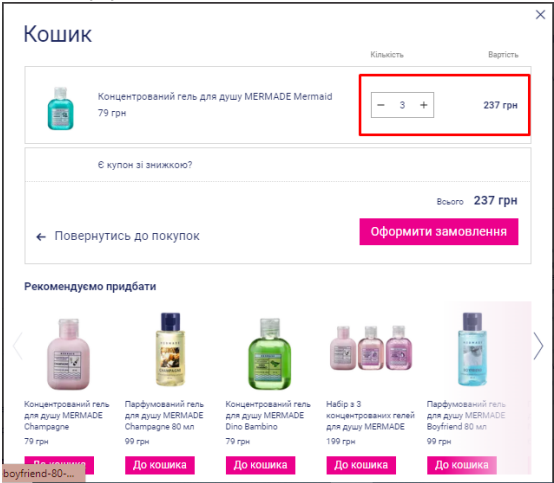 ×
Кошик
Кількість Вартість
Концентрований гель для душу MERMADE Mermaid
79 грн
− 3 + 237 грн
Є купон зі знижкою?
Всього 237 грн
← Повернутись до покупок
Оформити замовлення
Рекомендуємо придбати
Концентрований гель
для душу MERMADE
Champagne
79 грн
До кошика
Парфумований гель
для душу MERMADE
Champagne 80 мл
99 грн
До кошика
Концентрований гель
для душу MERMADE
Dino Bambino
79 грн
До кошика
Набір з 3
концентрованих гелей
для душу MERMADE
199 грн
До кошика
Парфумований гель
для душу MERMADE
Boyfriend 80 мл
99 грн
До кошика
boyfriend-80-...